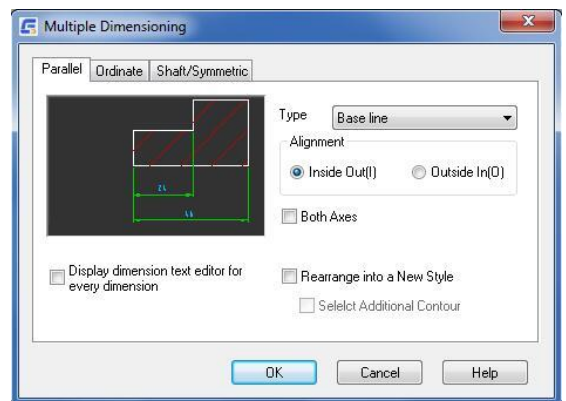 Multiple Dimensioning
Parallel
Ordinate
Shaft/Symmetric
Type
Base line
Alignment
Inside Out(I)
Outside In(O)
Both Axes
Display dimension text editor for
every dimension
Rearrange into a New Style
Selelct Additional Contour
OK
Cancel
Help